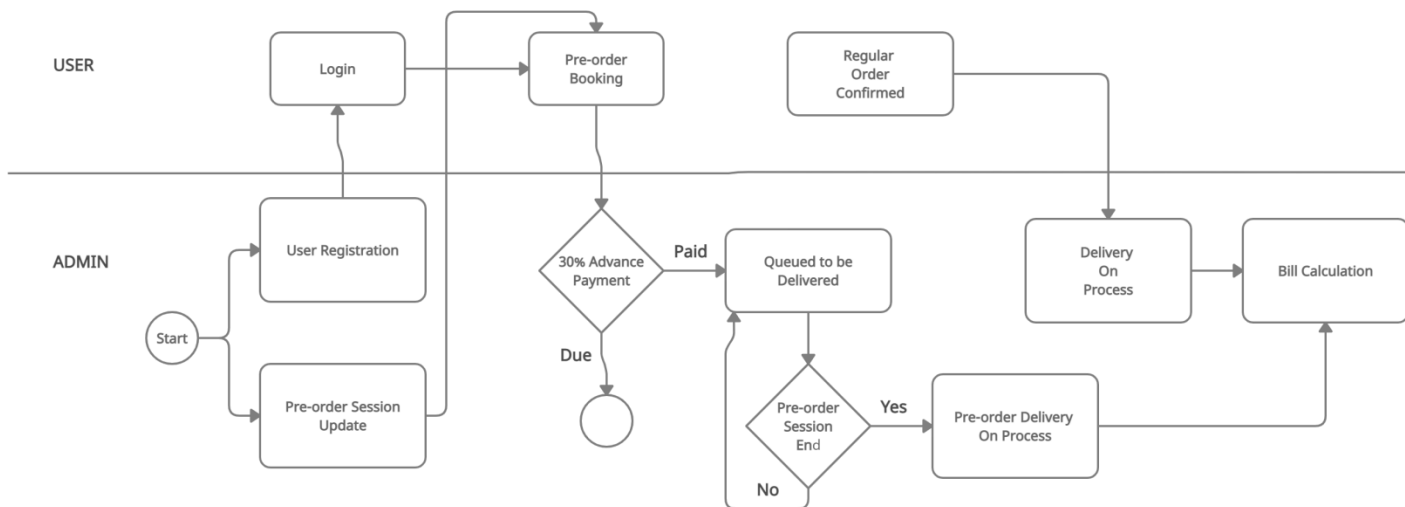 USER
Login
Pre-order
Booking
Regular
Order
Confirmed
ADMIN
User Registration
30% Advance
Payment
Paid
Queued to be
Delivered
Delivery
On
Process
Bill Calculation
Start
Due
Pre-order Session
Update
Pre-order
Session
End
Yes
Pre-order Delivery
On Process
No